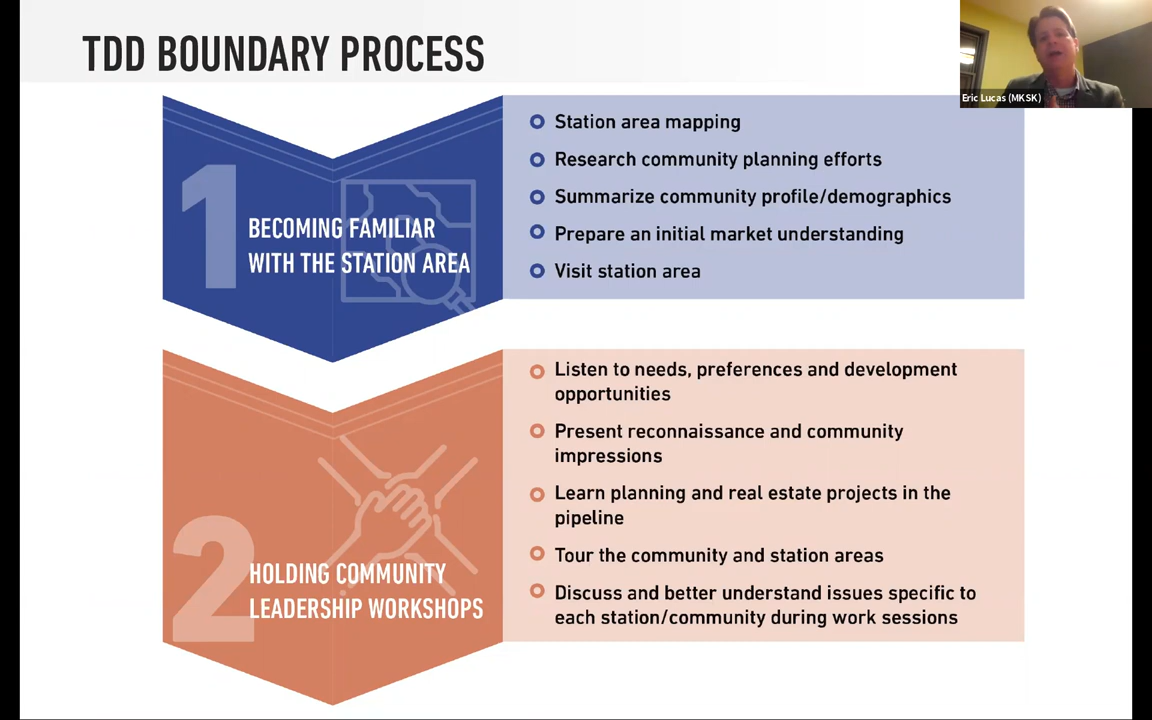 TDD BOUNDARY PROCESS
Eric Lucas (MKSK)
1
BECOMING FAMILIAR
WITH THE STATION AREA
Station area mapping
Research community planning efforts
Summarize community profile/demographics
Prepare an initial market understanding
Visit station area
2
HOLDING COMMUNITY
LEADERSHIP WORKSHOPS
Listen to needs, preferences and development
opportunities
Present reconnaissance and community
impressions
Learn planning and real estate projects in the
pipeline
Tour the community and station areas
Discuss and better understand issues specific to
each station/community during work sessions